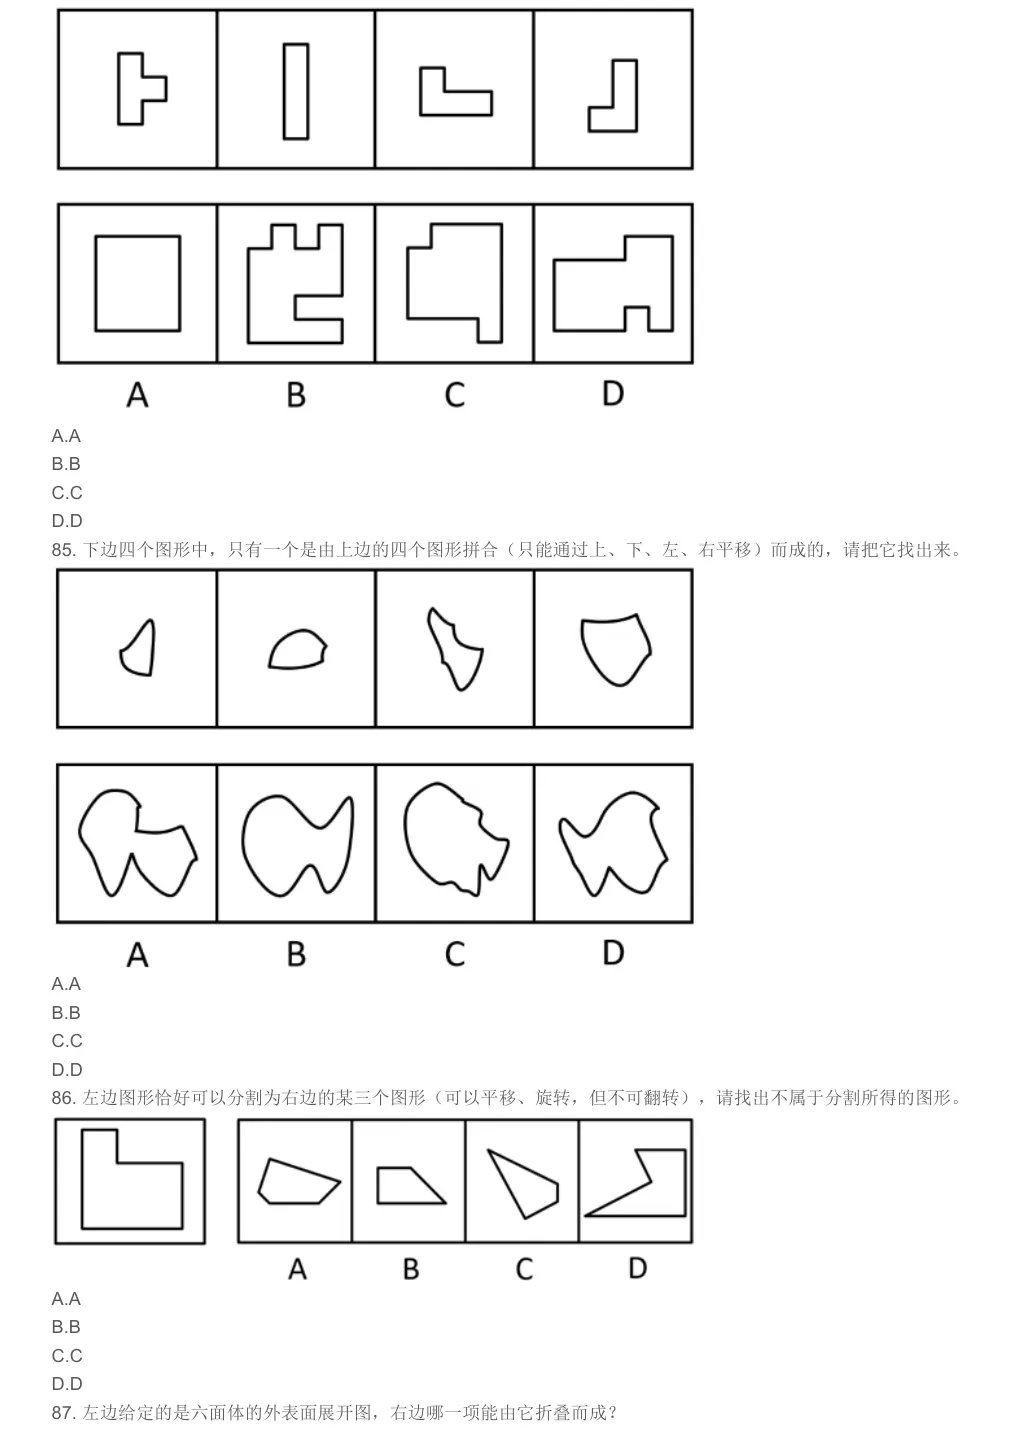 A B C D
A.A
B.B
C.C
D.D
85. 下边四个图形中，只有一个是由上边的四个图形拼合（只能通过上、下、左、右平移）而成的，请把它找出来。
A B C D
A.A
B.B
C.C
D.D
86. 左边图形恰好可以分割为右边的某三个图形（可以平移、旋转，但不可翻转），请找出不属于分割所得的图形。
A B C D
A.A
B.B
C.C
D.D
87. 左边给定的是六面体的外表面展开图，右边哪一项能由它折叠而成？